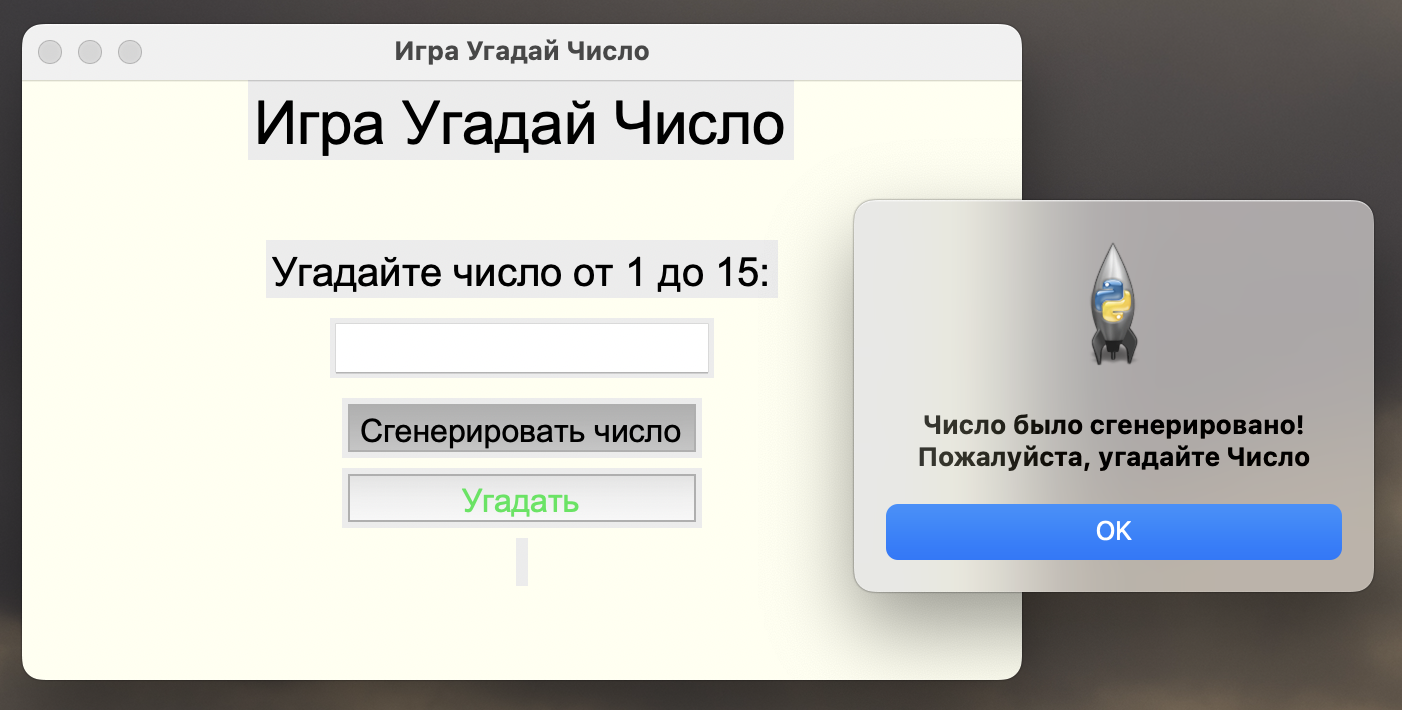 Игра Угадай Число
Игра Угадай Число
Угадайте число от 1 до 15:
Сгенерировать число
Угадать
Число было сгенерировано!
Пожалуйста, угадайте Число
OK